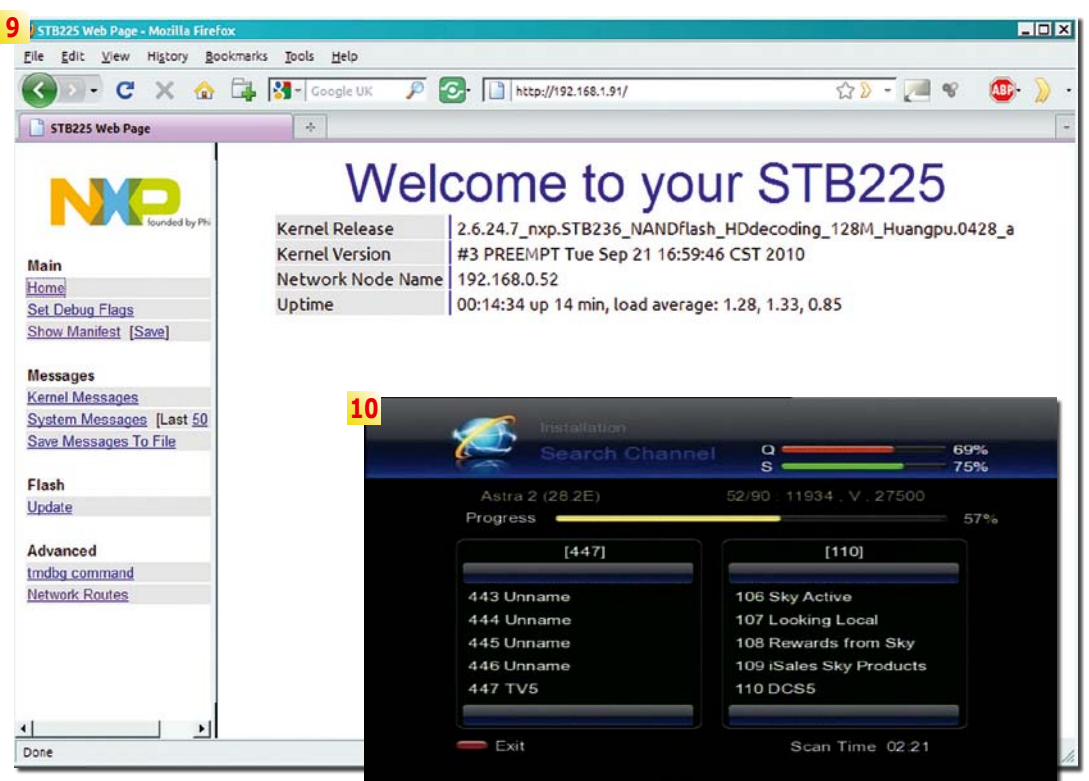 9
STB225 Web Page - Mozilla Firefox
File Edit View History Bookmarks Tools Help
Google UK http://192.168.1.91/ ABP
STB225 Web Page
NXP
founded by Phi
Main
Home
Set Debug Flags
Show Manifest [Save]
Messages
Kernel Messages
System Messages [Last 50
Save Messages To File
Flash
Update
Advanced
tmdbg command
Network Routes
Done
Welcome to your STB225
Kernel Release 2.6.24.7_nxp.STB236_NANDflash_HDdecoding_128M_Huangpu.0428_a
Kernel Version #3 PREEMPT Tue Sep 21 16:59:46 CST 2010
Network Node Name 192.168.0.52
Uptime 00:14:34 up 14 min, load average: 1.28, 1.33, 0.85
10
Installation
Search Channel
Q 69%
S 75%
Astra 2 (28.2E) 52/90 . 11934 . V . 27500
Progress 57%
[447] [110]
443 Unname 106 Sky Active
444 Unname 107 Looking Local
445 Unname 108 Rewards from Sky
446 Unname 109 iSales Sky Products
447 TV5 110 DCS5
Exit Scan Time 02:21